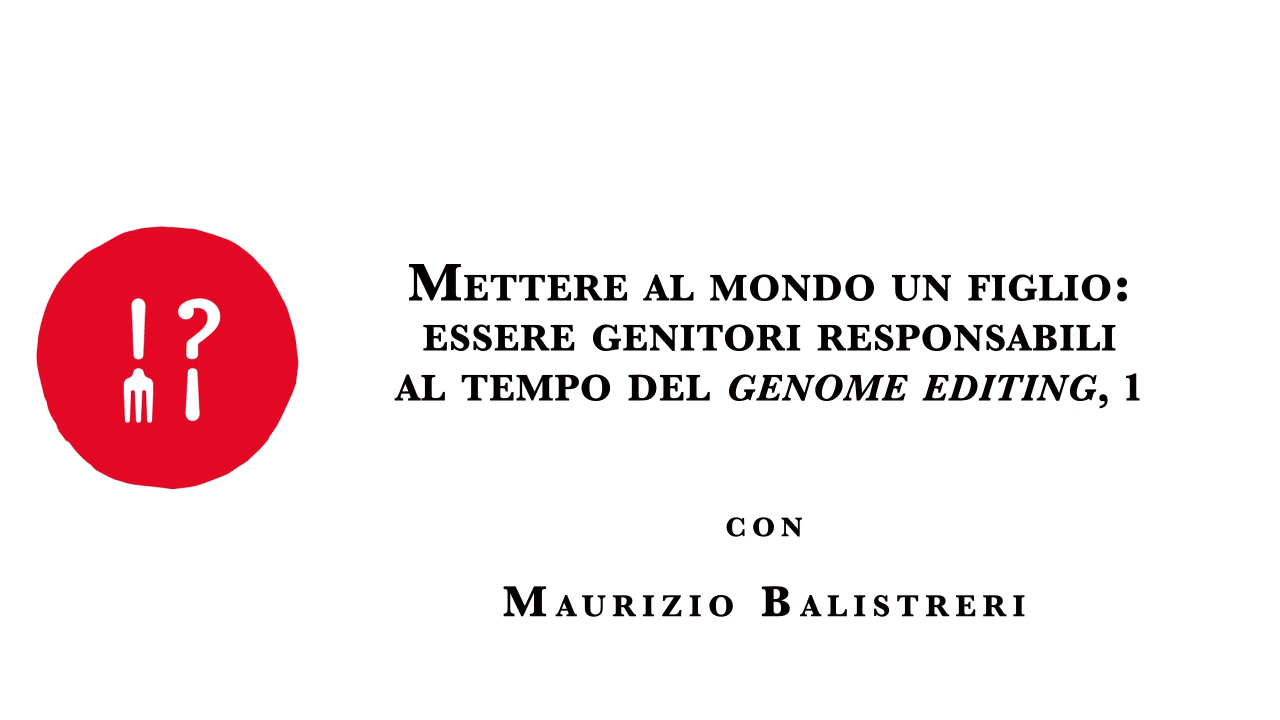 !?
Mettere al mondo un figlio:
essere genitori responsabili
al tempo del genome editing, 1
con
Maurizio Balistreri